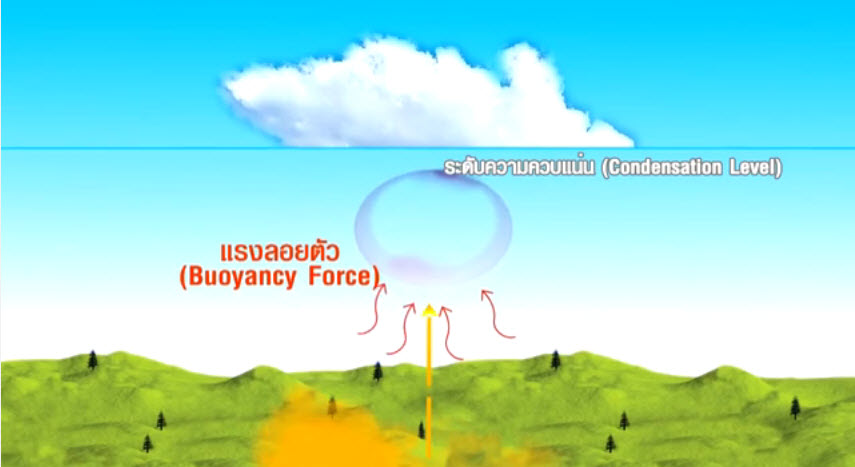 ระดับความควบแน่น (Condensation Level)
แรงลอยตัว
(Buoyancy Force)